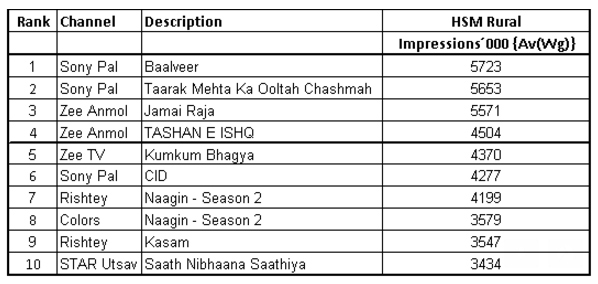 Rank Channel Description HSM Rural
Impressions´000 {Av(Wg)}
1 Sony Pal Baalveer 5723
2 Sony Pal Taarak Mehta Ka Ooltah Chashmah 5653
3 Zee Anmol Jamai Raja 5571
4 Zee Anmol TASHAN E ISHQ 4504
5 Zee TV Kumkum Bhagya 4370
6 Sony Pal CID 4277
7 Rishtey Naagin - Season 2 4199
8 Colors Naagin - Season 2 3579
9 Rishtey Kasam 3547
10 STAR Utsav Saath Nibhaana Saathiya 3434